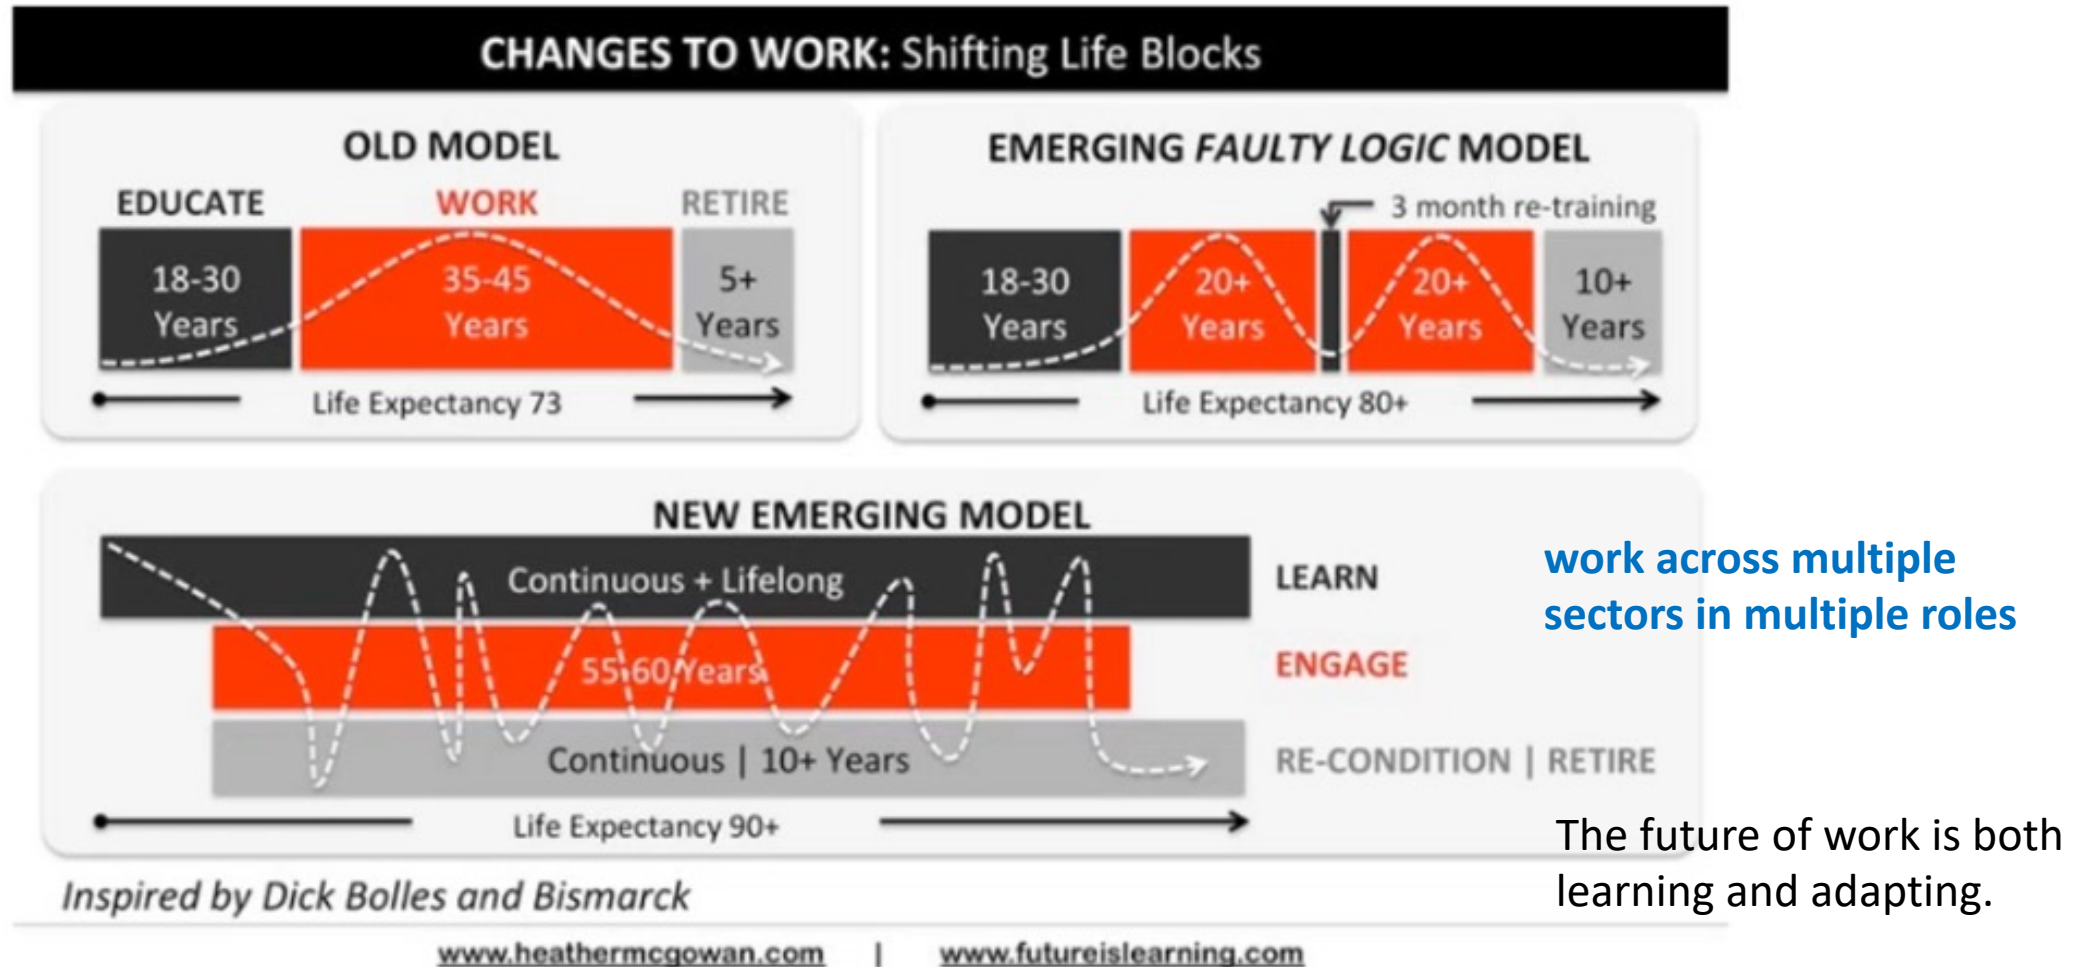 CHANGES TO WORK: Shifting Life Blocks
OLD MODEL
EDUCATE
WORK
RETIRE
18-30
Years
35-45
Years
5+
Years
Life Expectancy 73
EMERGING FAULTY LOGIC MODEL
3 month re-training
18-30
Years
20+
Years
20+
Years
10+
Years
Life Expectancy 80+
NEW EMERGING MODEL
Continuous + Lifelong
LEARN
55-60 Years
ENGAGE
Continuous | 10+ Years
RE-CONDITION | RETIRE
Life Expectancy 90+
work across multiple
sectors in multiple roles
The future of work is both
learning and adapting.
Inspired by Dick Bolles and Bismarck
www.heathermcgowan.com | www.futureislearning.com